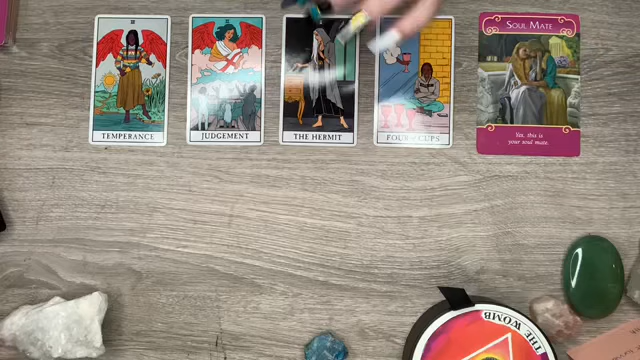 TEMPERANCE
JUDGEMENT
THE HERMIT
FOUR OF CUPS
SOUL MATE
Yes, this is
your soul mate.
THE WOMB